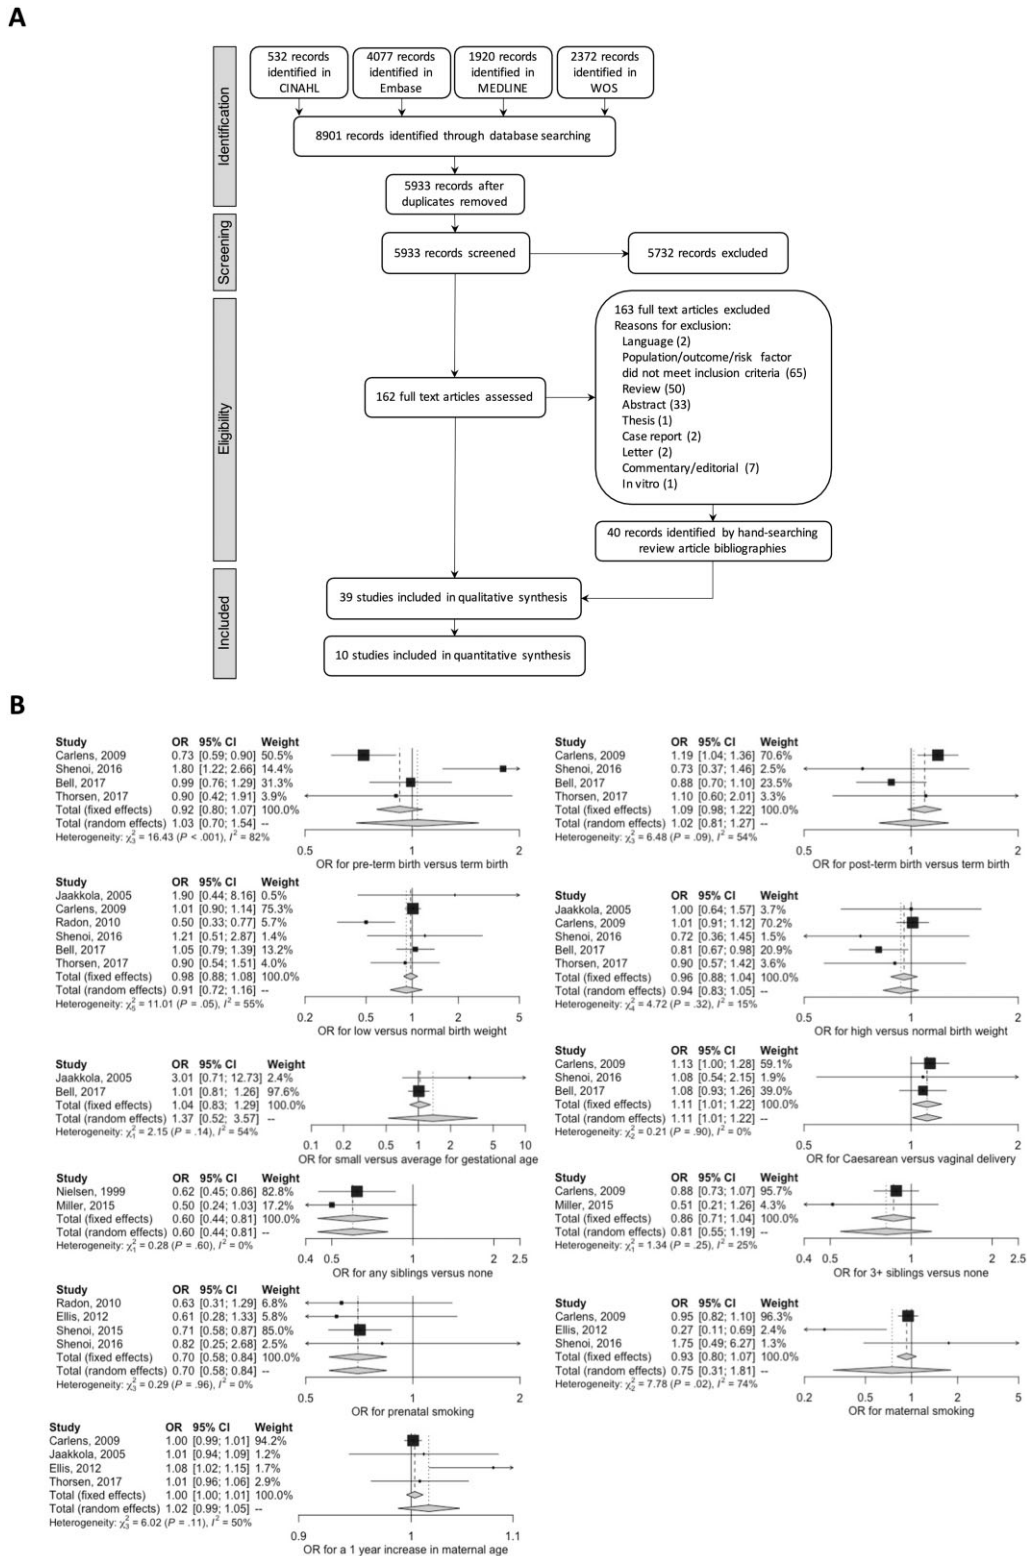 A
532 records
identified in
CINAHL
4077 records
identified in
Embase
1920 records
identified in
MEDLINE
2372 records
identified in
WOS
Identification
8901 records identified through database searching
5933 records after
duplicates removed
Screening
5933 records screened
5732 records excluded
Eligibility
162 full text articles assessed
163 full text articles excluded
Reasons for exclusion:
Language (2)
Population/outcome/risk factor
did not meet inclusion criteria (65)
Review (50)
Abstract (33)
Thesis (1)
Case report (2)
Letter (2)
Commentary/editorial (7)
In vitro (1)
40 records identified by hand-searching
review article bibliographies
Included
39 studies included in qualitative synthesis
10 studies included in quantitative synthesis
B
Study OR 95% CI Weight
Carlens, 2009 0.73 [0.59; 0.90] 50.5%
Shenoi, 2016 1.80 [1.22; 2.66] 14.4%
Bell, 2017 0.99 [0.76; 1.29] 31.3%
Thorsen, 2017 0.90 [0.42; 1.91] 3.9%
Total (fixed effects) 0.92 [0.80; 1.07] 100.0%
Total (random effects) 1.03 [0.70; 1.54] --
Heterogeneity: χ²₃ = 16.43 (P < .001), I² = 82%
0.5 1 2
OR for pre-term birth versus term birth
Study OR 95% CI Weight
Carlens, 2009 1.19 [1.04; 1.36] 70.6%
Shenoi, 2016 0.73 [0.37; 1.46] 2.5%
Bell, 2017 0.88 [0.70; 1.10] 23.5%
Thorsen, 2017 1.10 [0.60; 2.01] 3.3%
Total (fixed effects) 1.09 [0.98; 1.22] 100.0%
Total (random effects) 1.02 [0.81; 1.27] --
Heterogeneity: χ²₃ = 6.48 (P = .09), I² = 54%
0.5 1 2
OR for post-term birth versus term birth
Study OR 95% CI Weight
Jaakkola, 2005 1.90 [0.44; 8.16] 0.5%
Carlens, 2009 1.01 [0.90; 1.14] 75.3%
Radon, 2010 0.50 [0.33; 0.77] 5.7%
Shenoi, 2016 1.21 [0.51; 2.87] 1.4%
Bell, 2017 1.05 [0.79; 1.39] 13.2%
Thorsen, 2017 0.90 [0.54; 1.51] 4.0%
Total (fixed effects) 0.98 [0.88; 1.08] 100.0%
Total (random effects) 0.91 [0.72; 1.16] --
Heterogeneity: χ²₅ = 11.01 (P = .05), I² = 55%
0.2 0.5 1 2 5
OR for low versus normal birth weight
Study OR 95% CI Weight
Jaakkola, 2005 1.00 [0.64; 1.57] 3.7%
Carlens, 2009 1.01 [0.91; 1.12] 70.2%
Shenoi, 2016 0.72 [0.36; 1.45] 1.5%
Bell, 2017 0.81 [0.67; 0.98] 20.9%
Thorsen, 2017 0.90 [0.57; 1.42] 3.6%
Total (fixed effects) 0.96 [0.88; 1.04] 100.0%
Total (random effects) 0.94 [0.83; 1.05] --
Heterogeneity: χ²₄ = 4.72 (P = .32), I² = 15%
0.5 1 2
OR for high versus normal birth weight
Study OR 95% CI Weight
Jaakkola, 2005 3.01 [0.71; 12.73] 2.4%
Bell, 2017 1.01 [0.81; 1.26] 97.6%
Total (fixed effects) 1.04 [0.83; 1.29] 100.0%
Total (random effects) 1.37 [0.52; 3.57] --
Heterogeneity: χ²₁ = 2.15 (P = .14), I² = 54%
0.1 0.2 0.5 1 2 5 10
OR for small versus average for gestational age
Study OR 95% CI Weight
Carlens, 2009 1.13 [1.00; 1.28] 59.1%
Shenoi, 2016 1.08 [0.54; 2.15] 1.9%
Bell, 2017 1.08 [0.93; 1.26] 39.0%
Total (fixed effects) 1.11 [1.01; 1.22] 100.0%
Total (random effects) 1.11 [1.01; 1.22] --
Heterogeneity: χ²₂ = 0.21 (P = .90), I² = 0%
0.5 1 2
OR for Caesarean versus vaginal delivery
Study OR 95% CI Weight
Nielsen, 1999 0.62 [0.45; 0.86] 82.8%
Miller, 2015 0.50 [0.24; 1.03] 17.2%
Total (fixed effects) 0.60 [0.44; 0.81] 100.0%
Total (random effects) 0.60 [0.44; 0.81] --
Heterogeneity: χ²₁ = 0.28 (P = .60), I² = 0%
0.4 0.5 1 2 2.5
OR for any siblings versus none
Study OR 95% CI Weight
Carlens, 2009 0.88 [0.73; 1.07] 95.7%
Miller, 2015 0.51 [0.21; 1.26] 4.3%
Total (fixed effects) 0.86 [0.71; 1.04] 100.0%
Total (random effects) 0.81 [0.55; 1.19] --
Heterogeneity: χ²₁ = 1.34 (P = .25), I² = 25%
0.4 0.5 1 2 2.5
OR for 3+ siblings versus none
Study OR 95% CI Weight
Radon, 2010 0.63 [0.31; 1.29] 6.8%
Ellis, 2012 0.61 [0.28; 1.33] 5.8%
Shenoi, 2015 0.71 [0.58; 0.87] 85.0%
Shenoi, 2016 0.82 [0.25; 2.68] 2.5%
Total (fixed effects) 0.70 [0.58; 0.84] 100.0%
Total (random effects) 0.70 [0.58; 0.84] --
Heterogeneity: χ²₃ = 0.29 (P = .96), I² = 0%
0.5 1 2
OR for prenatal smoking
Study OR 95% CI Weight
Carlens, 2009 0.95 [0.82; 1.10] 96.3%
Ellis, 2012 0.27 [0.11; 0.69] 2.4%
Shenoi, 2016 1.75 [0.49; 6.27] 1.3%
Total (fixed effects) 0.93 [0.80; 1.07] 100.0%
Total (random effects) 0.75 [0.31; 1.81] --
Heterogeneity: χ²₂ = 7.78 (P = .02), I² = 74%
0.2 0.5 1 2 5
OR for maternal smoking
Study OR 95% CI Weight
Carlens, 2009 1.00 [0.99; 1.01] 94.2%
Jaakkola, 2005 1.01 [0.94; 1.09] 1.2%
Ellis, 2012 1.08 [1.02; 1.15] 1.7%
Thorsen, 2017 1.01 [0.96; 1.06] 2.9%
Total (fixed effects) 1.00 [1.00; 1.01] 100.0%
Total (random effects) 1.02 [0.99; 1.05] --
Heterogeneity: χ²₃ = 6.02 (P = .11), I² = 50%
0.9 1 1.1
OR for a 1 year increase in maternal age